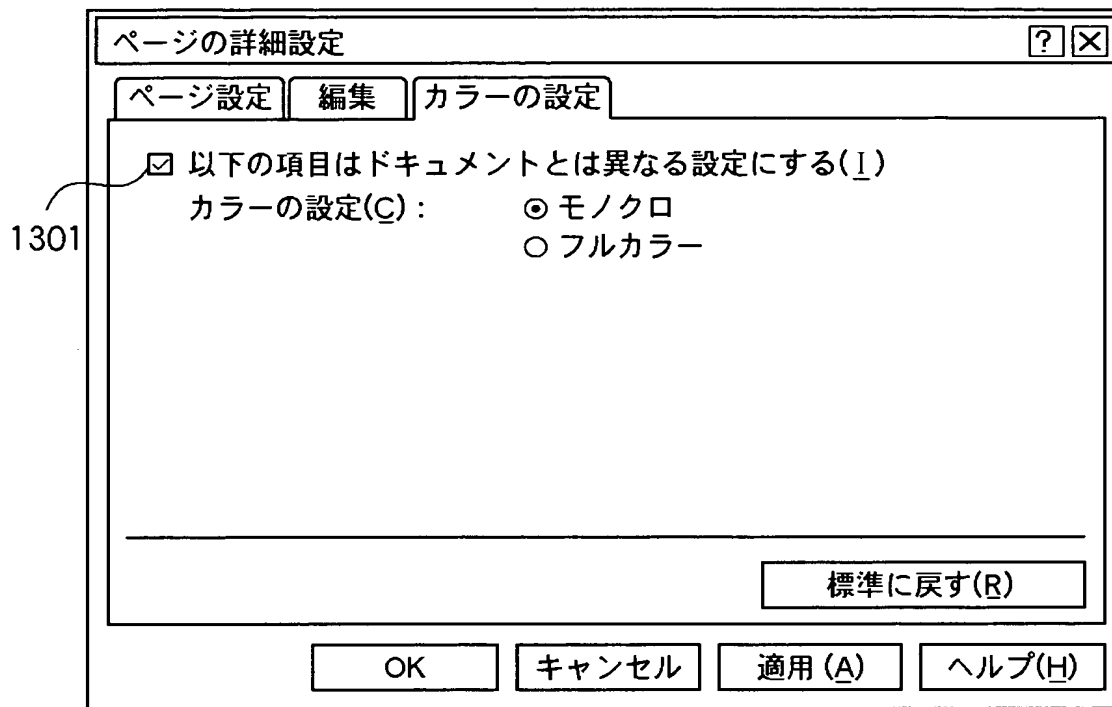 ページの詳細設定 ?
ページ設定 編集 カラーの設定
以下の項目はドキュメントとは異なる設定にする(I)
カラーの設定(C): モノクロ
1301
フルカラー
標準に戻す(R)
OK キャンセル 適用(A) ヘルプ(H)